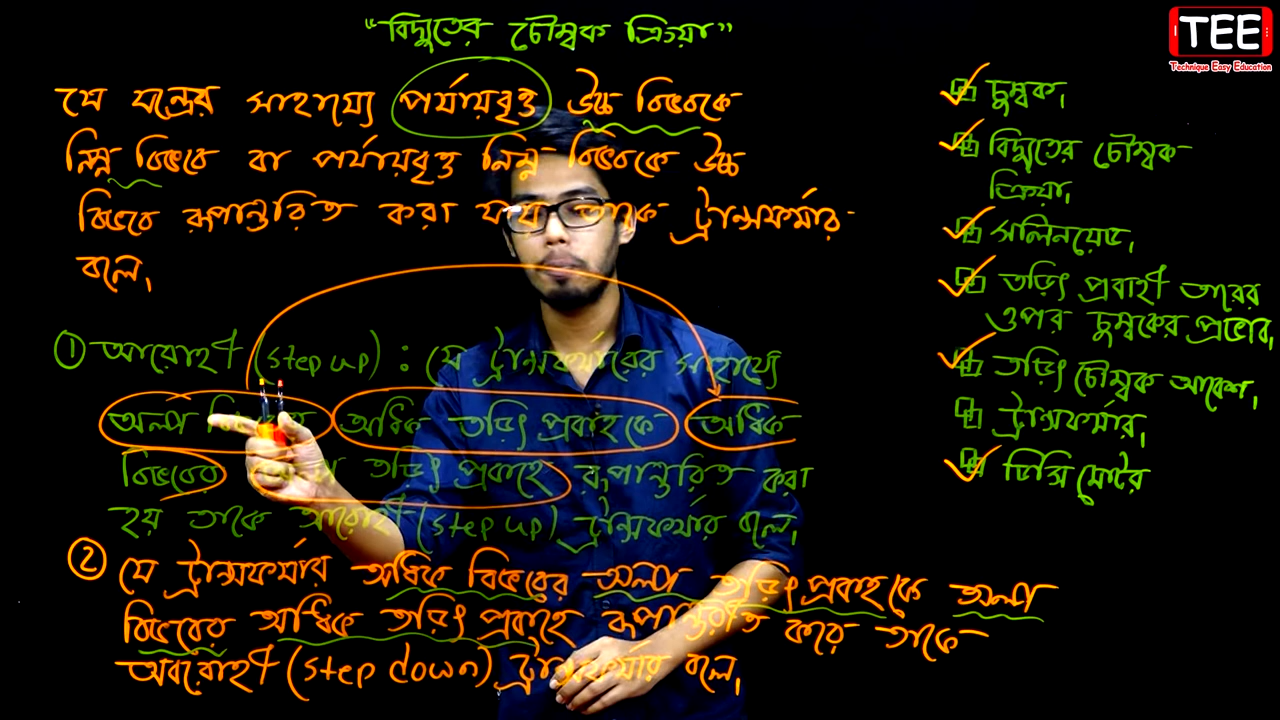 "বিদ্যুতের চৌম্বক ক্রিয়া"
TEE
Technique Easy Education
যে যন্ত্রের সাহায্যে পর্যায়বৃত্ত উচ্চ বিভবকে
নিম্ন বিভবে বা পর্যায়বৃত্ত নিম্ন বিভবকে উচ্চ
বিভবে রূপান্তরিত করা যায় তাকে ট্রান্সফর্মার
বলে,
① আরোহী (step up) : যে ট্রান্সফর্মারের সাহায্যে
অল্প অধিক তড়িৎ প্রবাহকে অধিক
বিভবের তড়িৎ প্রবাহে রূপান্তরিত করা
হয় তাকে আরোহী (step up) ট্রান্সফর্মার বলে,
② যে ট্রান্সফর্মার অধিক বিভবের অল্প তড়িৎ প্রবাহকে অল্প
বিভবের অধিক তড়িৎ প্রবাহে রূপান্তরিত করে তাকে
অবরোহী (step down) ট্রান্সফর্মার বলে,
চুম্বক,
বিদ্যুতের চৌম্বক
ক্রিয়া,
সলিনয়েড,
তড়িৎ প্রবাহী তারের
ওপর চুম্বকের প্রভাব,
তড়িৎ চৌম্বক আবেশ,
ট্রান্সফর্মার,
ডিসি মোটর